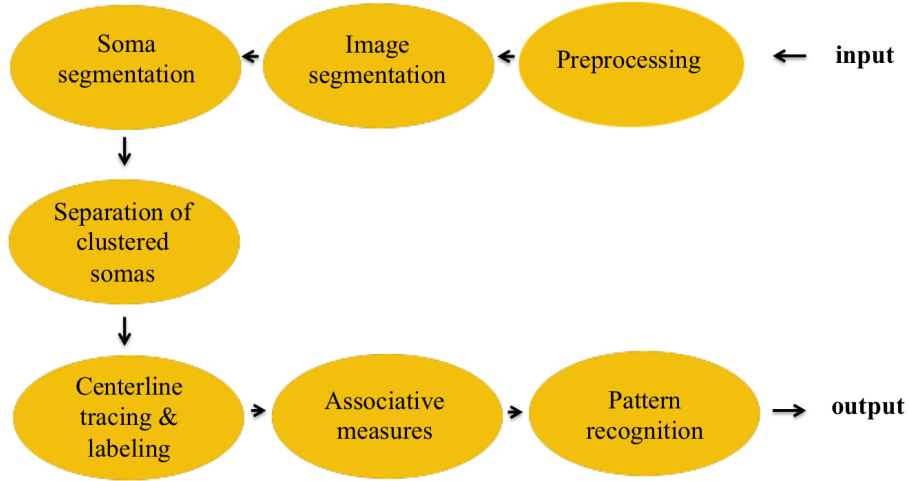 input
Preprocessing
Image
segmentation
Soma
segmentation
Separation of
clustered
somas
Centerline
tracing &
labeling
Associative
measures
Pattern
recognition
output